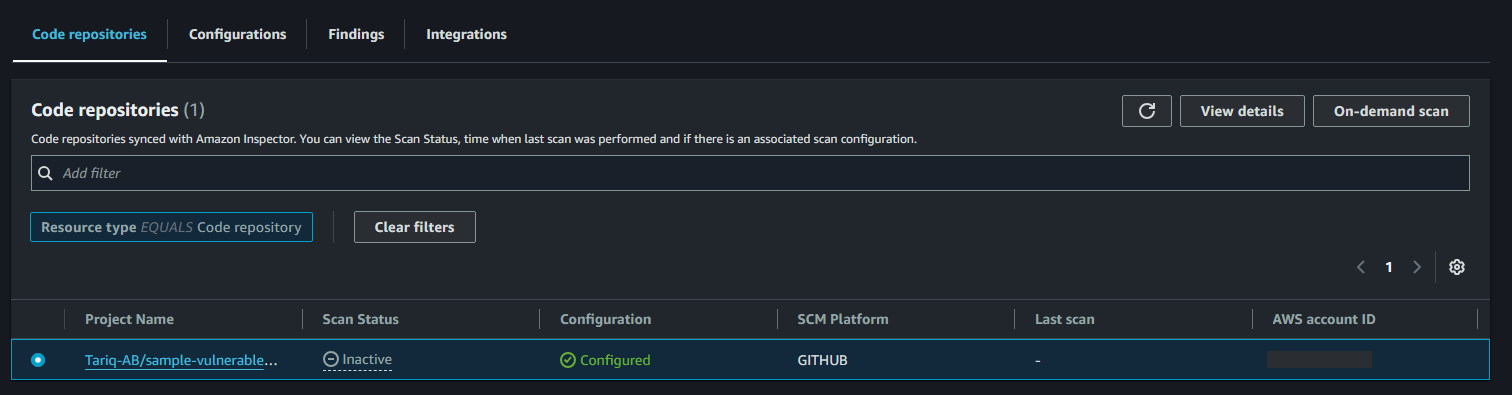 Code repositories Configurations Findings Integrations
Code repositories (1)
View details On-demand scan
Code repositories synced with Amazon Inspector. You can view the Scan Status, time when last scan was performed and if there is an associated scan configuration.
Add filter
Resource type EQUALS Code repository Clear filters
1
Project Name Scan Status Configuration SCM Platform Last scan AWS account ID
Tariq-AB/sample-vulnerable... Inactive Configured GITHUB -